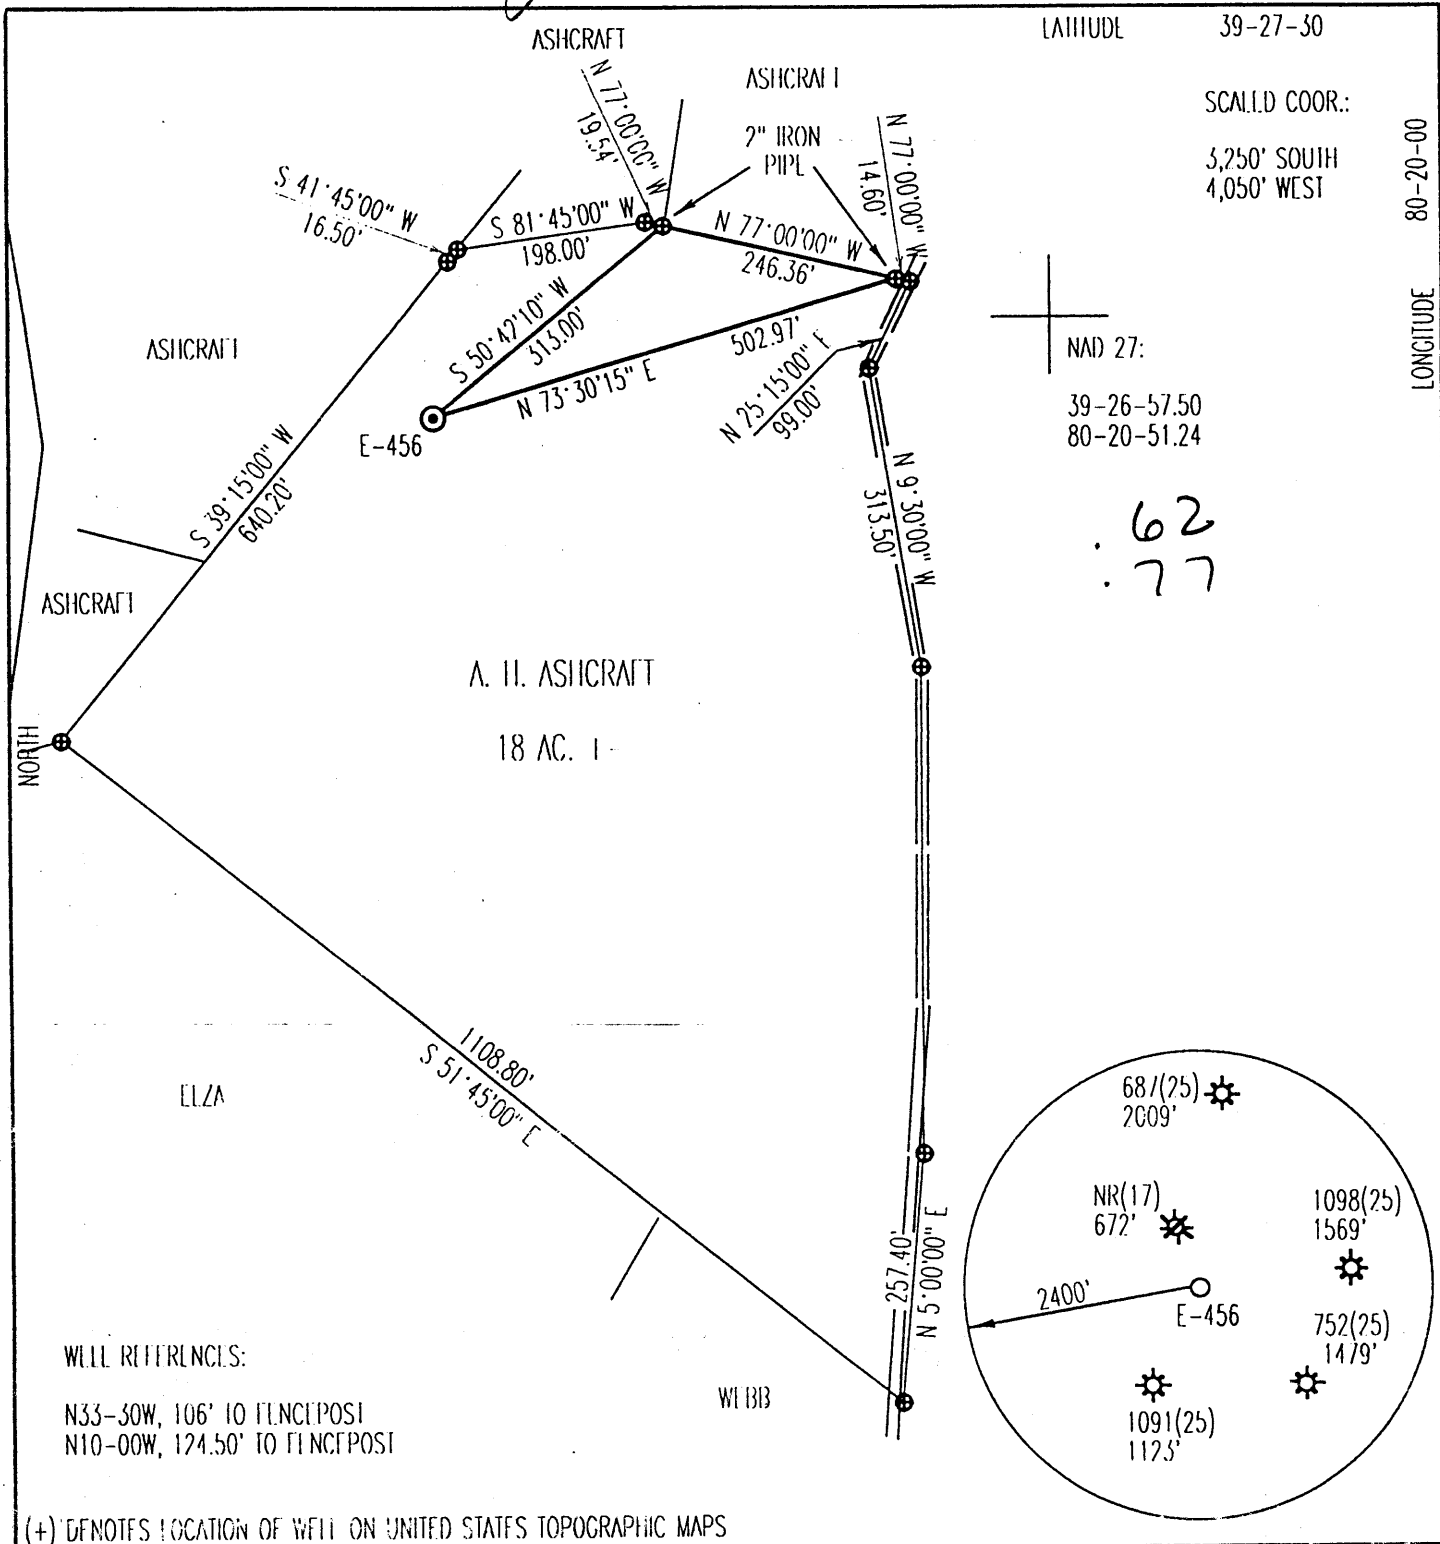 LATITUDE 39-27-30
ASHCRAFT
ASHCRAFT
SCALED COOR.:
3,250' SOUTH
4,050' WEST
80-20-00
LONGITUDE
2" IRON
PIPE
N 77°00'00" W
19.54'
N 77°00'00" W
14.60'
S 41°45'00" W
16.50'
S 81°45'00" W
198.00'
N 77°00'00" W
246.36'
S 50°42'10" W
313.00'
502.97'
N 73°30'15" E
N 25°15'00" E
99.00'
NAD 27:
39-26-57.50
80-20-51.24
.62
.77
ASHCRAFT
E-456
S 39°15'00" W
640.20'
N 9°30'00" W
313.50'
ASHCRAFT
A. H. ASHCRAFT
18 AC.
NORTH
1108.80'
S 51°45'00" E
ELZA
687(25)
2009'
NR(17)
672'
1098(25)
1569'
2400'
E-456
752(25)
1479'
1091(25)
1123'
257.40'
N 5°00'00" E
WELL REFERENCES:
N33-30W, 106' TO FENCEPOST
N10-00W, 124.50' TO FENCEPOST
WEBB
(+) DENOTES LOCATION OF WELL ON UNITED STATES TOPOGRAPHIC MAPS